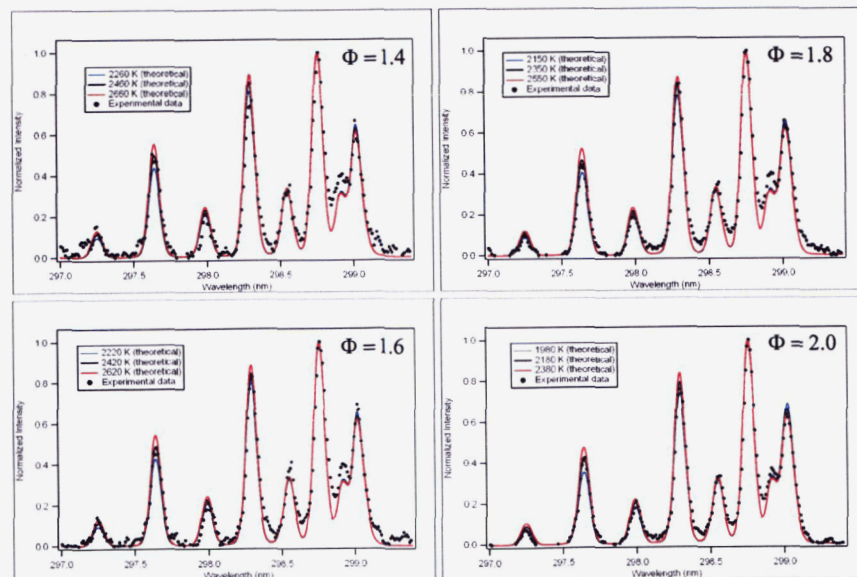 Φ = 1.4
2260 K (theoretical)
2460 K (theoretical)
2660 K (theoretical)
Experimental data
Normalized Intensity
1.0
0.8
0.6
0.4
0.2
0.0
297.0
297.5
298.0
298.5
299.0
Wavelength (nm)
Φ = 1.8
2150 K (theoretical)
2350 K (theoretical)
2550 K (theoretical)
Experimental data
Normalized Intensity
1.0
0.8
0.6
0.4
0.2
0.0
297.0
297.5
298.0
298.5
299.0
Wavelength (nm)
Φ = 1.6
2220 K (theoretical)
2420 K (theoretical)
2620 K (theoretical)
Experimental data
Normalized Intensity
1.0
0.8
0.6
0.4
0.2
0.0
297.0
297.5
298.0
298.5
299.0
Wavelength (nm)
Φ = 2.0
1980 K (theoretical)
2180 K (theoretical)
2380 K (theoretical)
Experimental data
Normalized Intensity
1.0
0.8
0.6
0.4
0.2
0.0
297.0
297.5
298.0
298.5
299.0
Wavelength (nm)